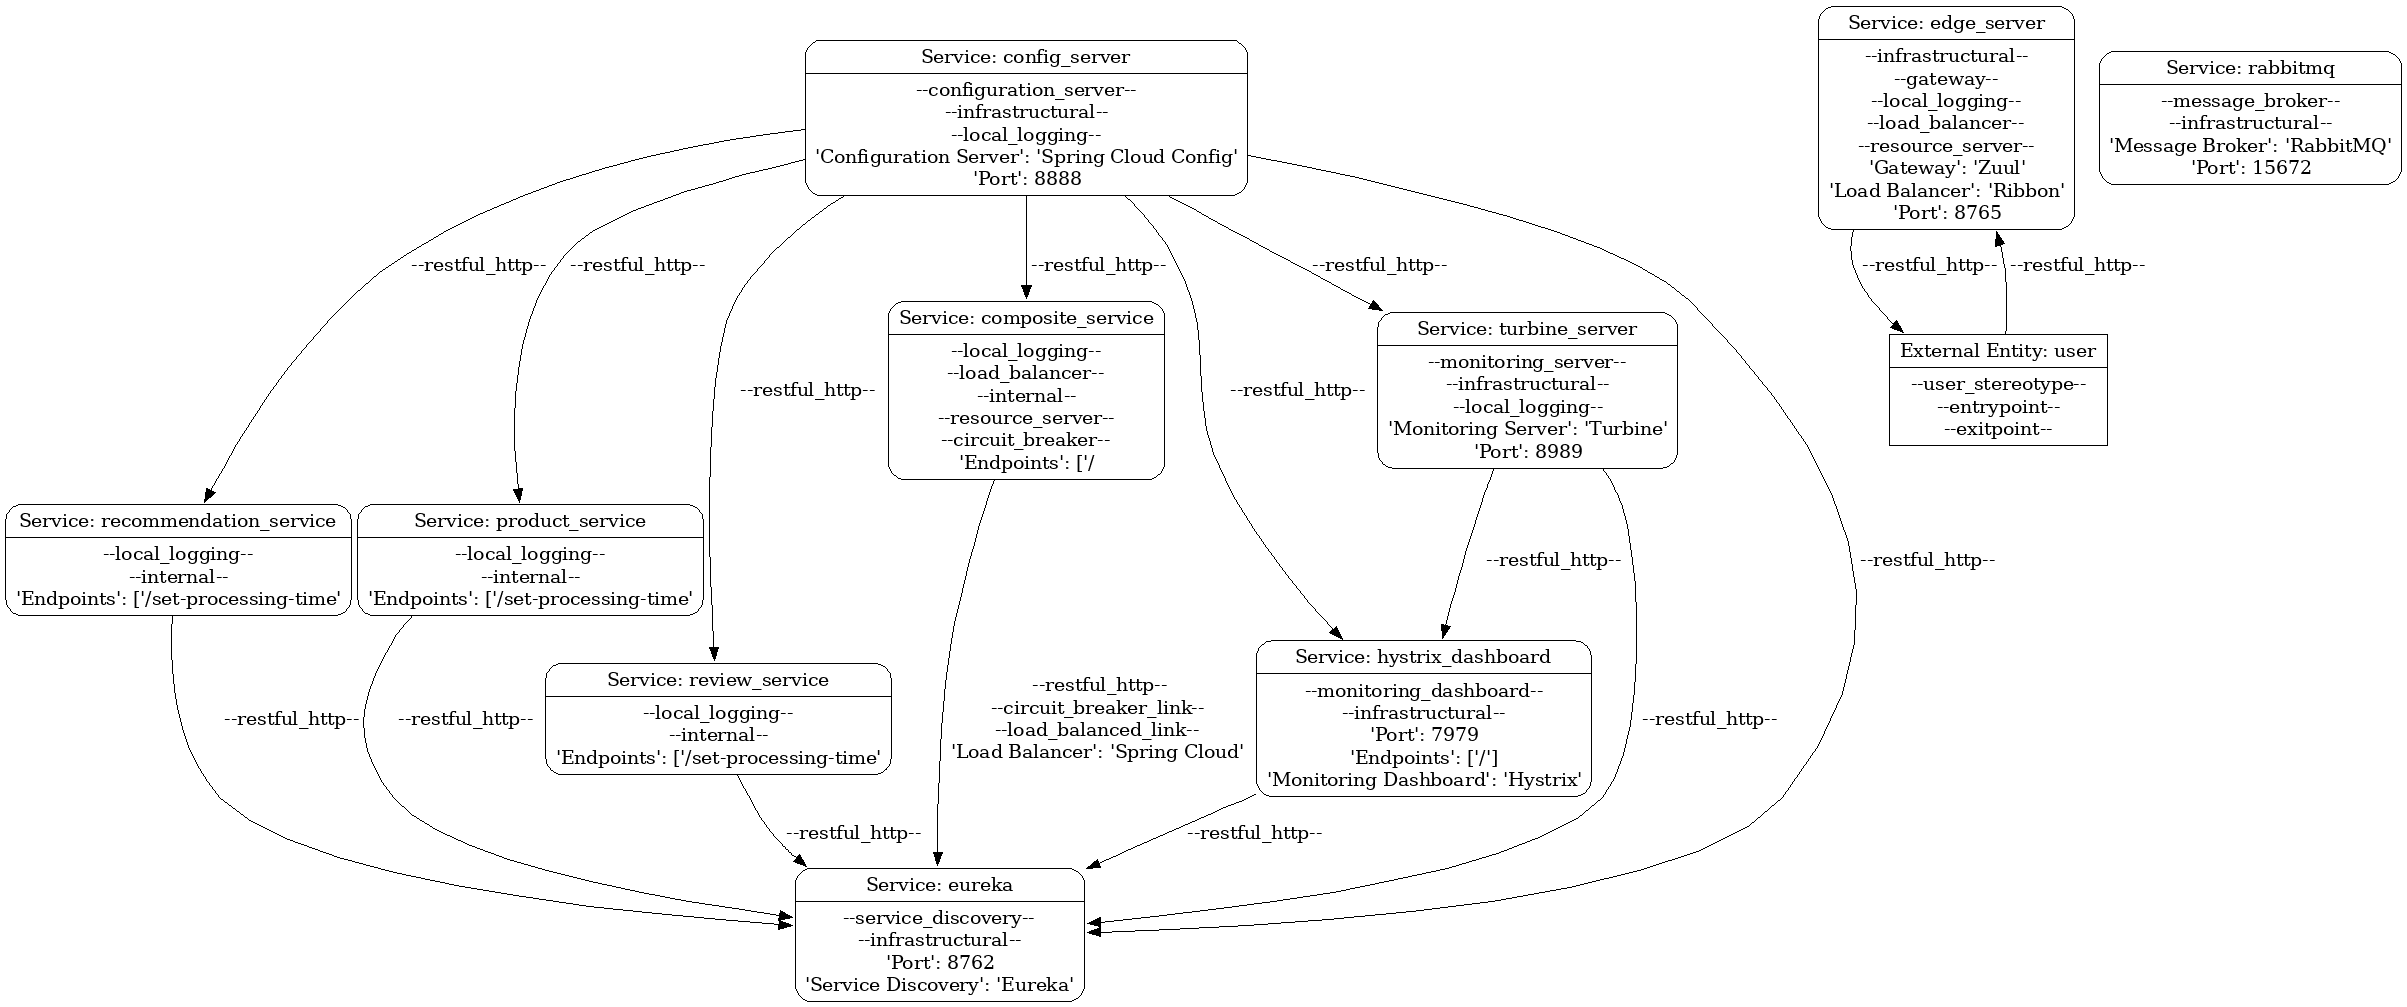 Service: config_server
--configuration_server--
--infrastructural--
--local_logging--
'Configuration Server': 'Spring Cloud Config'
'Port': 8888
Service: edge_server
--infrastructural--
--gateway--
--local_logging--
--load_balancer--
--resource_server--
'Gateway': 'Zuul'
'Load Balancer': 'Ribbon'
'Port': 8765
Service: rabbitmq
--message_broker--
--infrastructural--
'Message Broker': 'RabbitMQ'
'Port': 15672
--restful_http--
--restful_http--
--restful_http--
--restful_http--
--restful_http--
--restful_http--
--restful_http--
--restful_http--
Service: composite_service
--local_logging--
--load_balancer--
--internal--
--resource_server--
--circuit_breaker--
'Endpoints': ['/
Service: turbine_server
--monitoring_server--
--infrastructural--
--local_logging--
'Monitoring Server': 'Turbine'
'Port': 8989
External Entity: user
--user_stereotype--
--entrypoint--
--exitpoint--
Service: recommendation_service
--local_logging--
--internal--
'Endpoints': ['/set-processing-time'
Service: product_service
--local_logging--
--internal--
'Endpoints': ['/set-processing-time'
--restful_http--
--restful_http--
--restful_http--
--restful_http--
Service: review_service
--local_logging--
--internal--
'Endpoints': ['/set-processing-time'
--restful_http--
--circuit_breaker_link--
--load_balanced_link--
'Load Balancer': 'Spring Cloud'
Service: hystrix_dashboard
--monitoring_dashboard--
--infrastructural--
'Port': 7979
'Endpoints': ['/']
'Monitoring Dashboard': 'Hystrix'
--restful_http--
--restful_http--
--restful_http--
Service: eureka
--service_discovery--
--infrastructural--
'Port': 8762
'Service Discovery': 'Eureka'